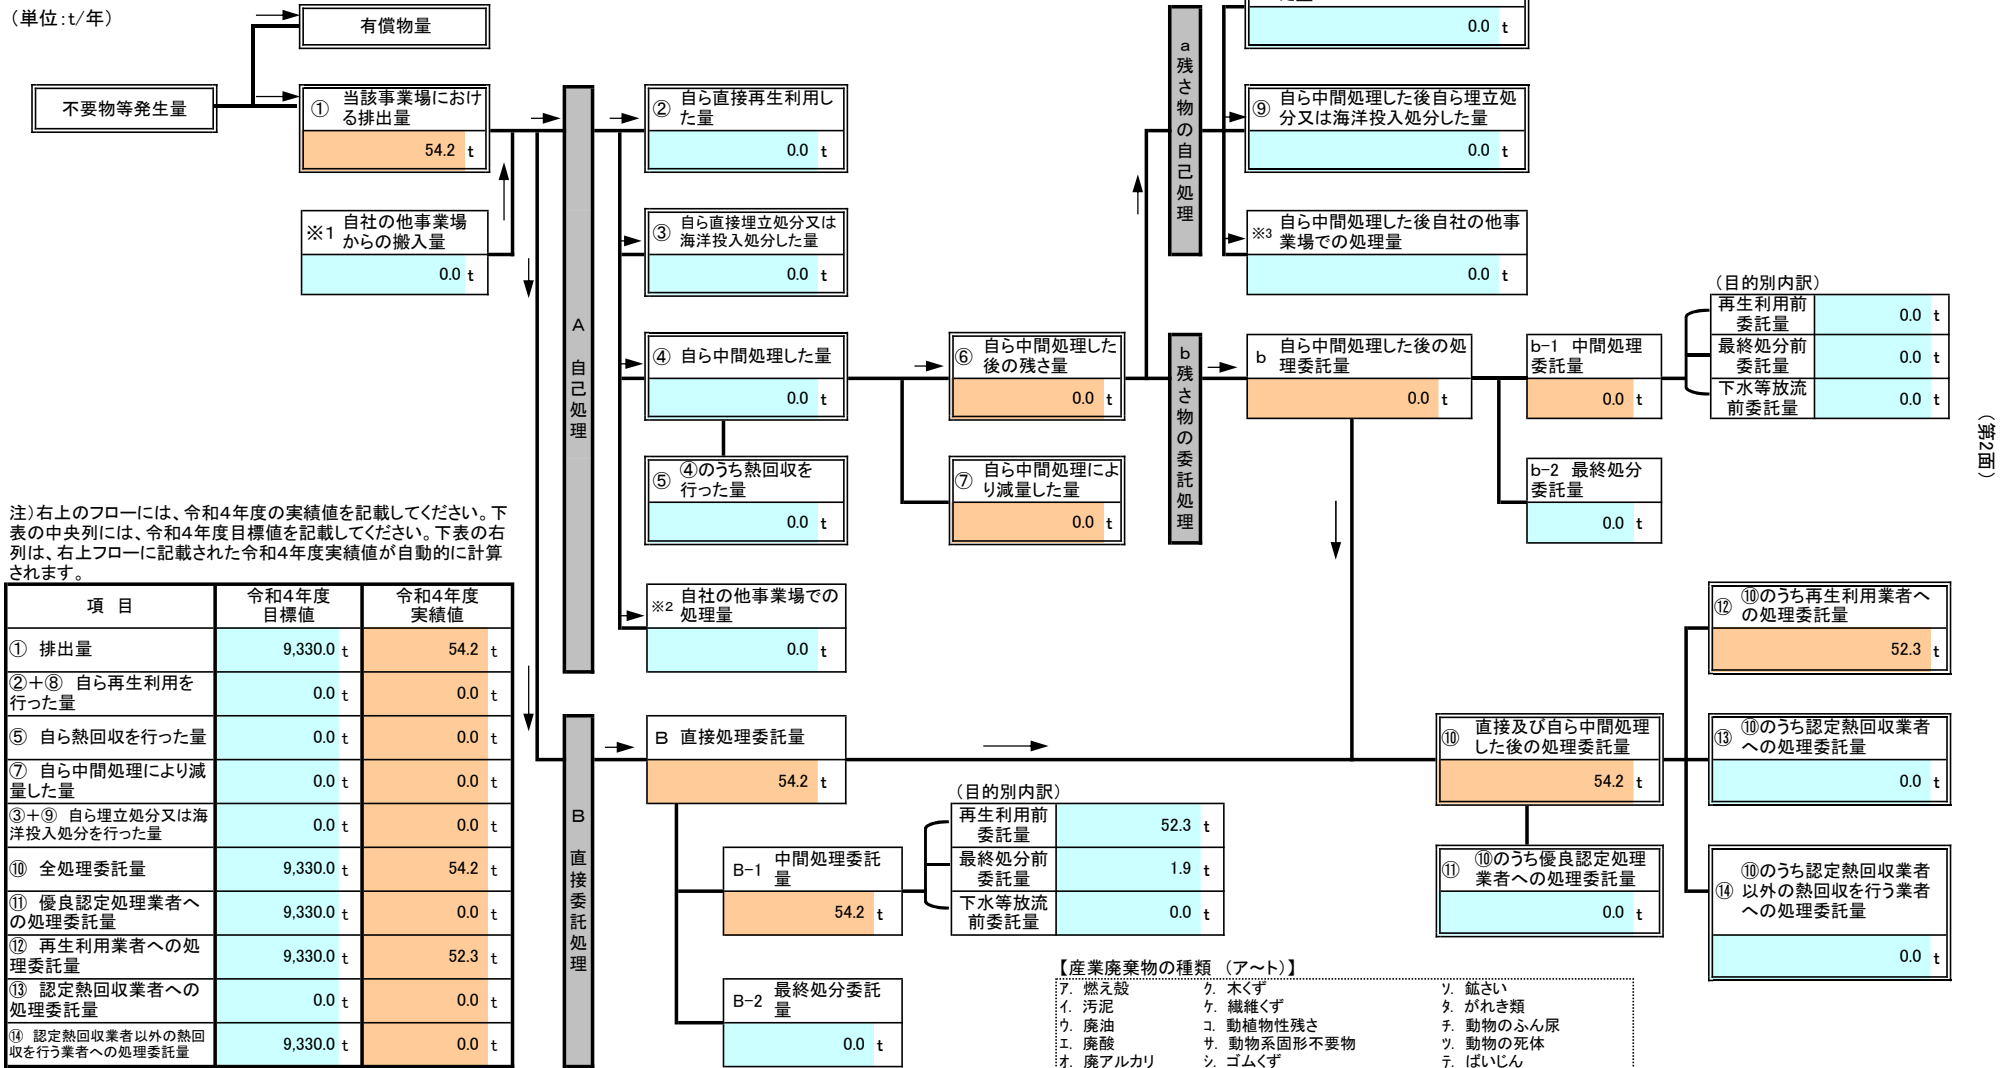 (単位:t/年)
有償物量
不要物等発生量
① 当該事業場におけ
る排出量
54.2 t
※1 自社の他事業場
からの搬入量
0.0 t
A 自己処理
② 自ら直接再生利用し
た量
0.0 t
③ 自ら直接埋立処分又は
海洋投入処分した量
0.0 t
④ 自ら中間処理した量
0.0 t
⑤ ④のうち熱回収を
行った量
0.0 t
※2 自社の他事業場での
処理量
0.0 t
⑥ 自ら中間処理した
後の残さ量
0.0 t
⑦ 自ら中間処理によ
り減量した量
0.0 t
a 残さ物の自己処理
0.0 t
⑨ 自ら中間処理した後自ら埋立処
分又は海洋投入処分した量
0.0 t
※3 自ら中間処理した後自社の他事
業場での処理量
0.0 t
b 残さ物の委託処理
b 自ら中間処理した後の処
理委託量
0.0 t
b-1 中間処理
委託量
0.0 t
b-2 最終処分
委託量
0.0 t
(目的別内訳)
再生利用前
委託量
0.0 t
最終処分前
委託量
0.0 t
下水等放流
前委託量
0.0 t
(第2面)
注)右上のフローには、令和4年度の実績値を記載してください。下
表の中央列には、令和4年度目標値を記載してください。下表の右
列は、右上フローに記載された令和4年度実績値が自動的に計算
されます。
項 目
令和4年度
目標値
令和4年度
実績値
① 排出量 9,330.0 t 54.2 t
②+⑧ 自ら再生利用を
行った量 0.0 t 0.0 t
⑤ 自ら熱回収を行った量 0.0 t 0.0 t
⑦ 自ら中間処理により減
量した量 0.0 t 0.0 t
③+⑨ 自ら埋立処分又は海
洋投入処分を行った量 0.0 t 0.0 t
⑩ 全処理委託量 9,330.0 t 54.2 t
⑪ 優良認定処理業者へ
の処理委託量 9,330.0 t 0.0 t
⑫ 再生利用業者への処
理委託量 9,330.0 t 52.3 t
⑬ 認定熱回収業者への
処理委託量 0.0 t 0.0 t
⑭ 認定熱回収業者以外の熱回
収を行う業者への処理委託量 9,330.0 t 0.0 t
B 直接委託処理
B 直接処理委託量
54.2 t
B-1 中間処理委託
量
54.2 t
B-2 最終処分委託
量
0.0 t
(目的別内訳)
再生利用前
委託量
52.3 t
最終処分前
委託量
1.9 t
下水等放流
前委託量
0.0 t
⑩ 直接及び自ら中間処理
した後の処理委託量
54.2 t
⑪ ⑩のうち優良認定処理
業者への処理委託量
0.0 t
⑫ ⑩のうち再生利用業者へ
の処理委託量
52.3 t
⑬ ⑩のうち認定熱回収業者
への処理委託量
0.0 t
⑭ ⑩のうち認定熱回収業者
以外の熱回収を行う業者
への処理委託量
0.0 t
【産業廃棄物の種類 (ア~ト)】
ア. 燃え殻 ク. 木くず ソ. 鉱さい
イ. 汚泥 ケ. 繊維くず タ. がれき類
ウ. 廃油 コ. 動植物性残さ チ. 動物のふん尿
エ. 廃酸 サ. 動物系固形不要物 ツ. 動物の死体
オ. 廃アルカリ シ. ゴムくず テ. ばいじん